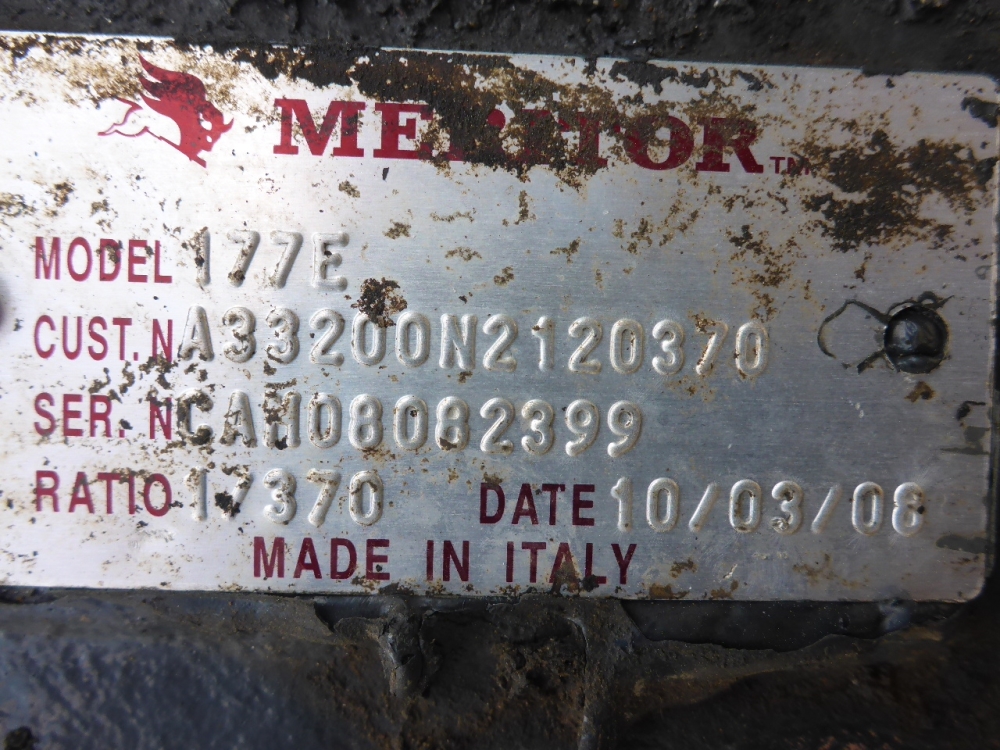 MERITOR™
MODEL 177E
CUST. N A33200N2120370
SER. N CAH08082399
RATIO 17370 DATE 10/03/08
MADE IN ITALY